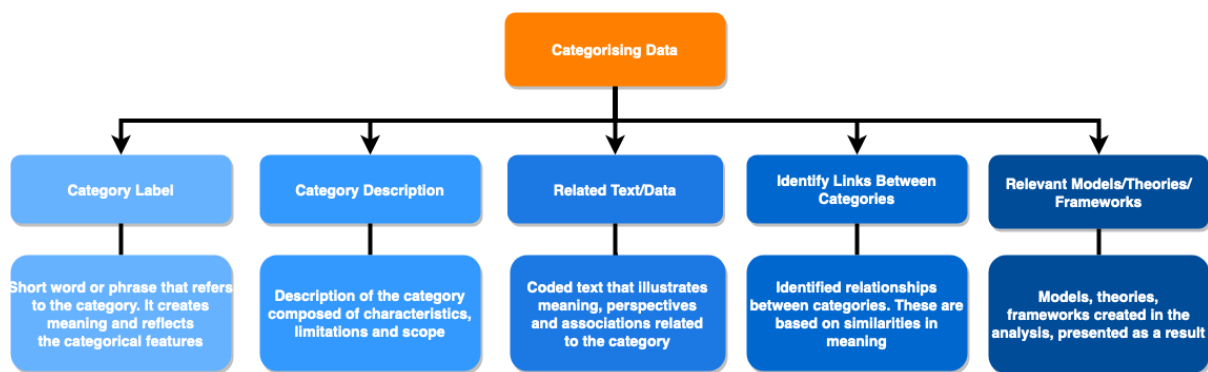 Categorising Data
Category Label
Category Description
Related Text/Data
Identify Links Between
Categories
Relevant Models/Theories/
Frameworks
Short word or phrase that refers
to the category. It creates
meaning and reflects
the categorical features
Description of the category
composed of characteristics,
limitations and scope
Coded text that illustrates
meaning, perspectives
and associations related
to the category
Identified relationships
between categories. These are
based on similarities in
meaning
Models, theories,
frameworks created in the
analysis, presented as a result